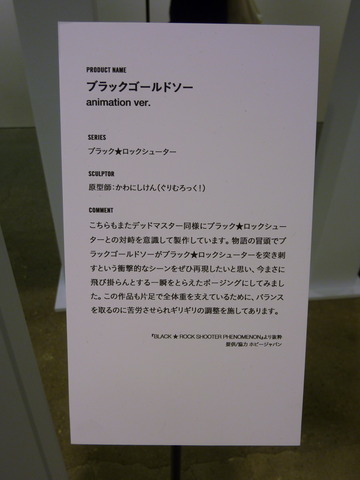 PRODUCT NAME
ブラックゴールドソー
animation ver.
SERIES
ブラック★ロックシューター
SCULPTOR
原型師：かわにしけん（ぐりむろっく！）
COMMENT
こちらもまたデッドマスター同様にブラック★ロックシュー
ターとの対峙を意識して製作しています。物語の冒頭でブ
ラックゴールドソーがブラック★ロックシューターを突き刺
すという衝撃的なシーンをぜひ再現したいと思い、今まさに
飛び掛らんとする一瞬をとらえたポージングにしてみまし
た。この作品も片足で全体重を支えているために、バランス
を取るのに苦労させられギリギリの調整を施してあります。
『BLACK ★ ROCK SHOOTER PHENOMENON』より抜粋
提供/協力 ホビージャパン